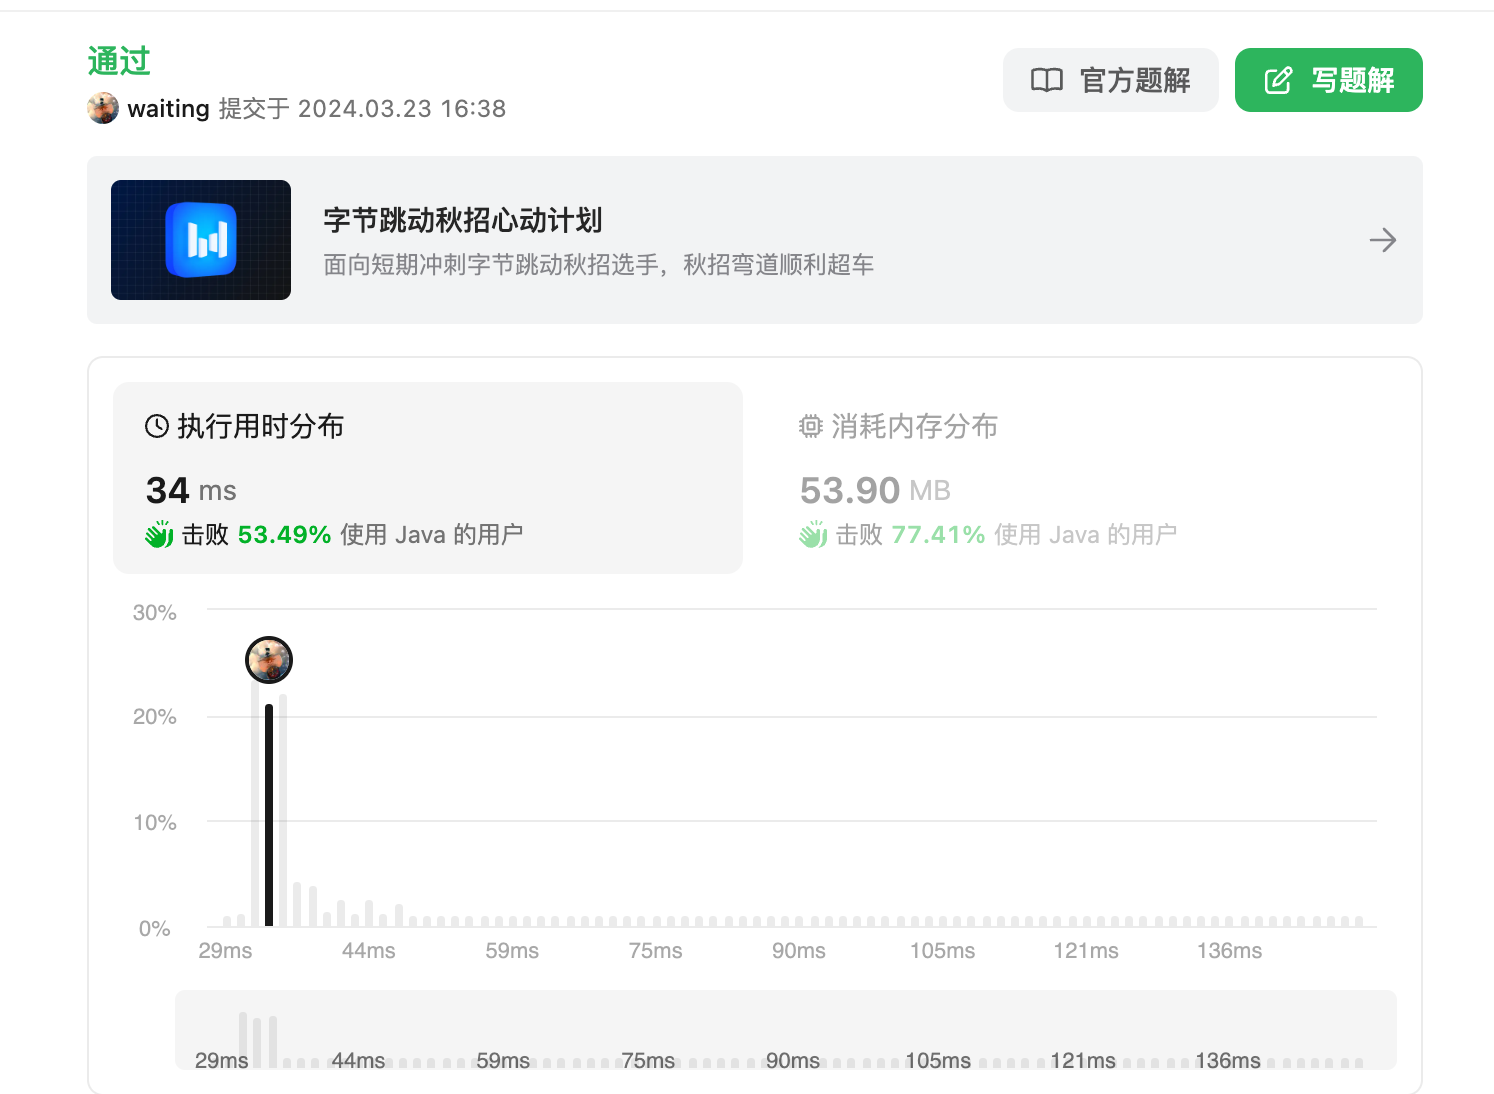 通过
waiting 提交于 2024.03.23 16:38
官方题解
写题解
字节跳动秋招心动计划
面向短期冲刺字节跳动秋招选手，秋招弯道顺利超车
执行用时分布
34 ms
击败 53.49% 使用 Java 的用户
消耗内存分布
53.90 MB
击败 77.41% 使用 Java 的用户
30%
20%
10%
0%
29ms 44ms 59ms 75ms 90ms 105ms 121ms 136ms
29ms 44ms 59ms 75ms 90ms 105ms 121ms 136ms